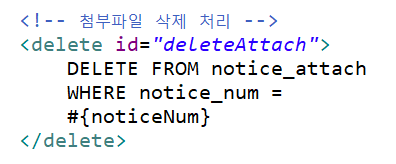 <!-- 첨부파일 삭제 처리 -->
<delete id="deleteAttach">
DELETE FROM notice_attach
WHERE notice_num =
#{noticeNum}
</delete>